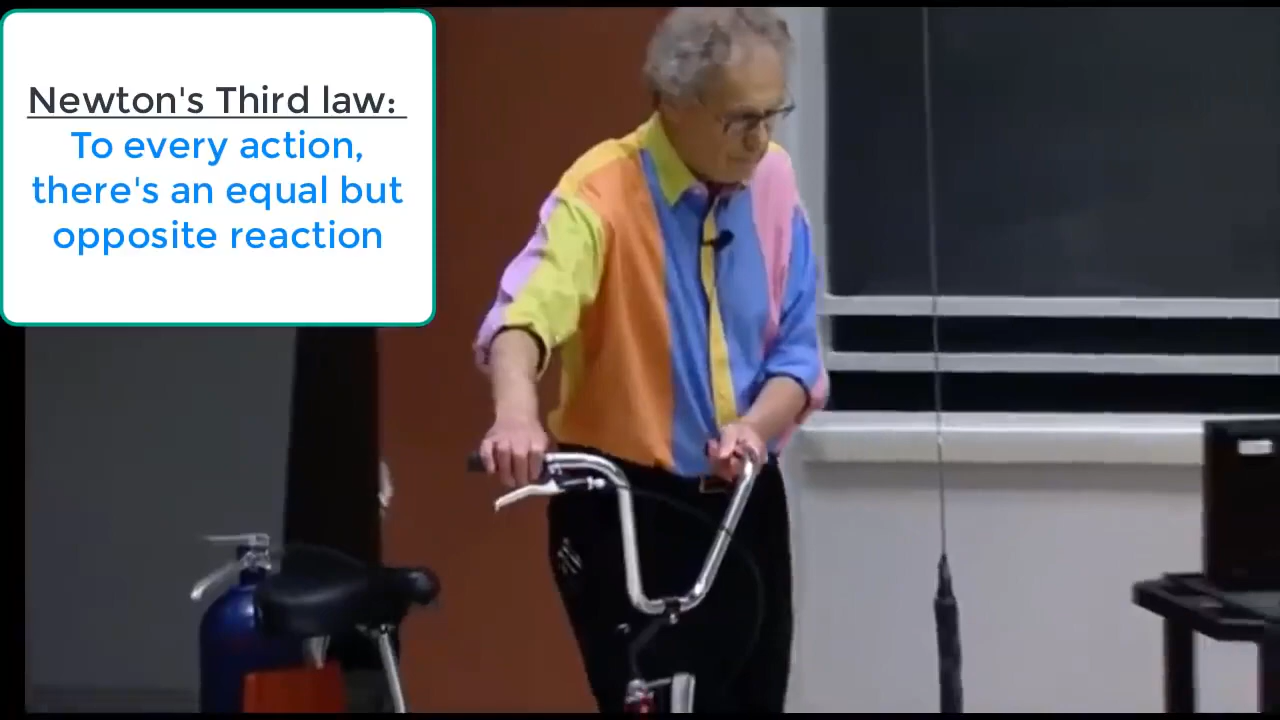 Newton's Third law:
To every action,
there's an equal but
opposite reaction